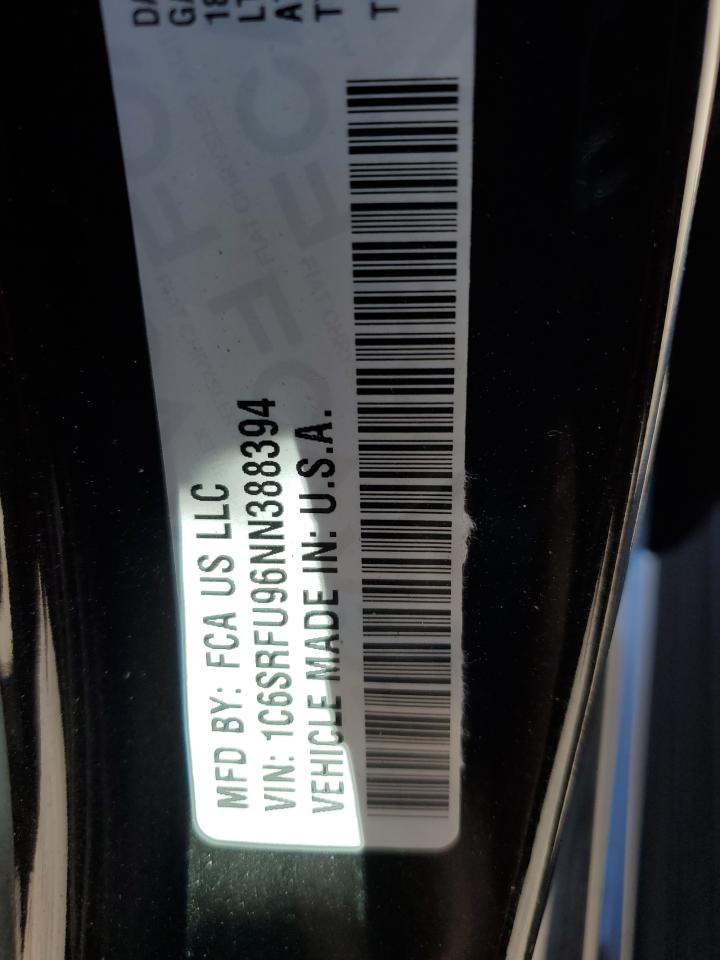 MFD BY: FCA US LLC
VIN: 1C6SRFU96NN388394
VEHICLE MADE IN: U.S.A.